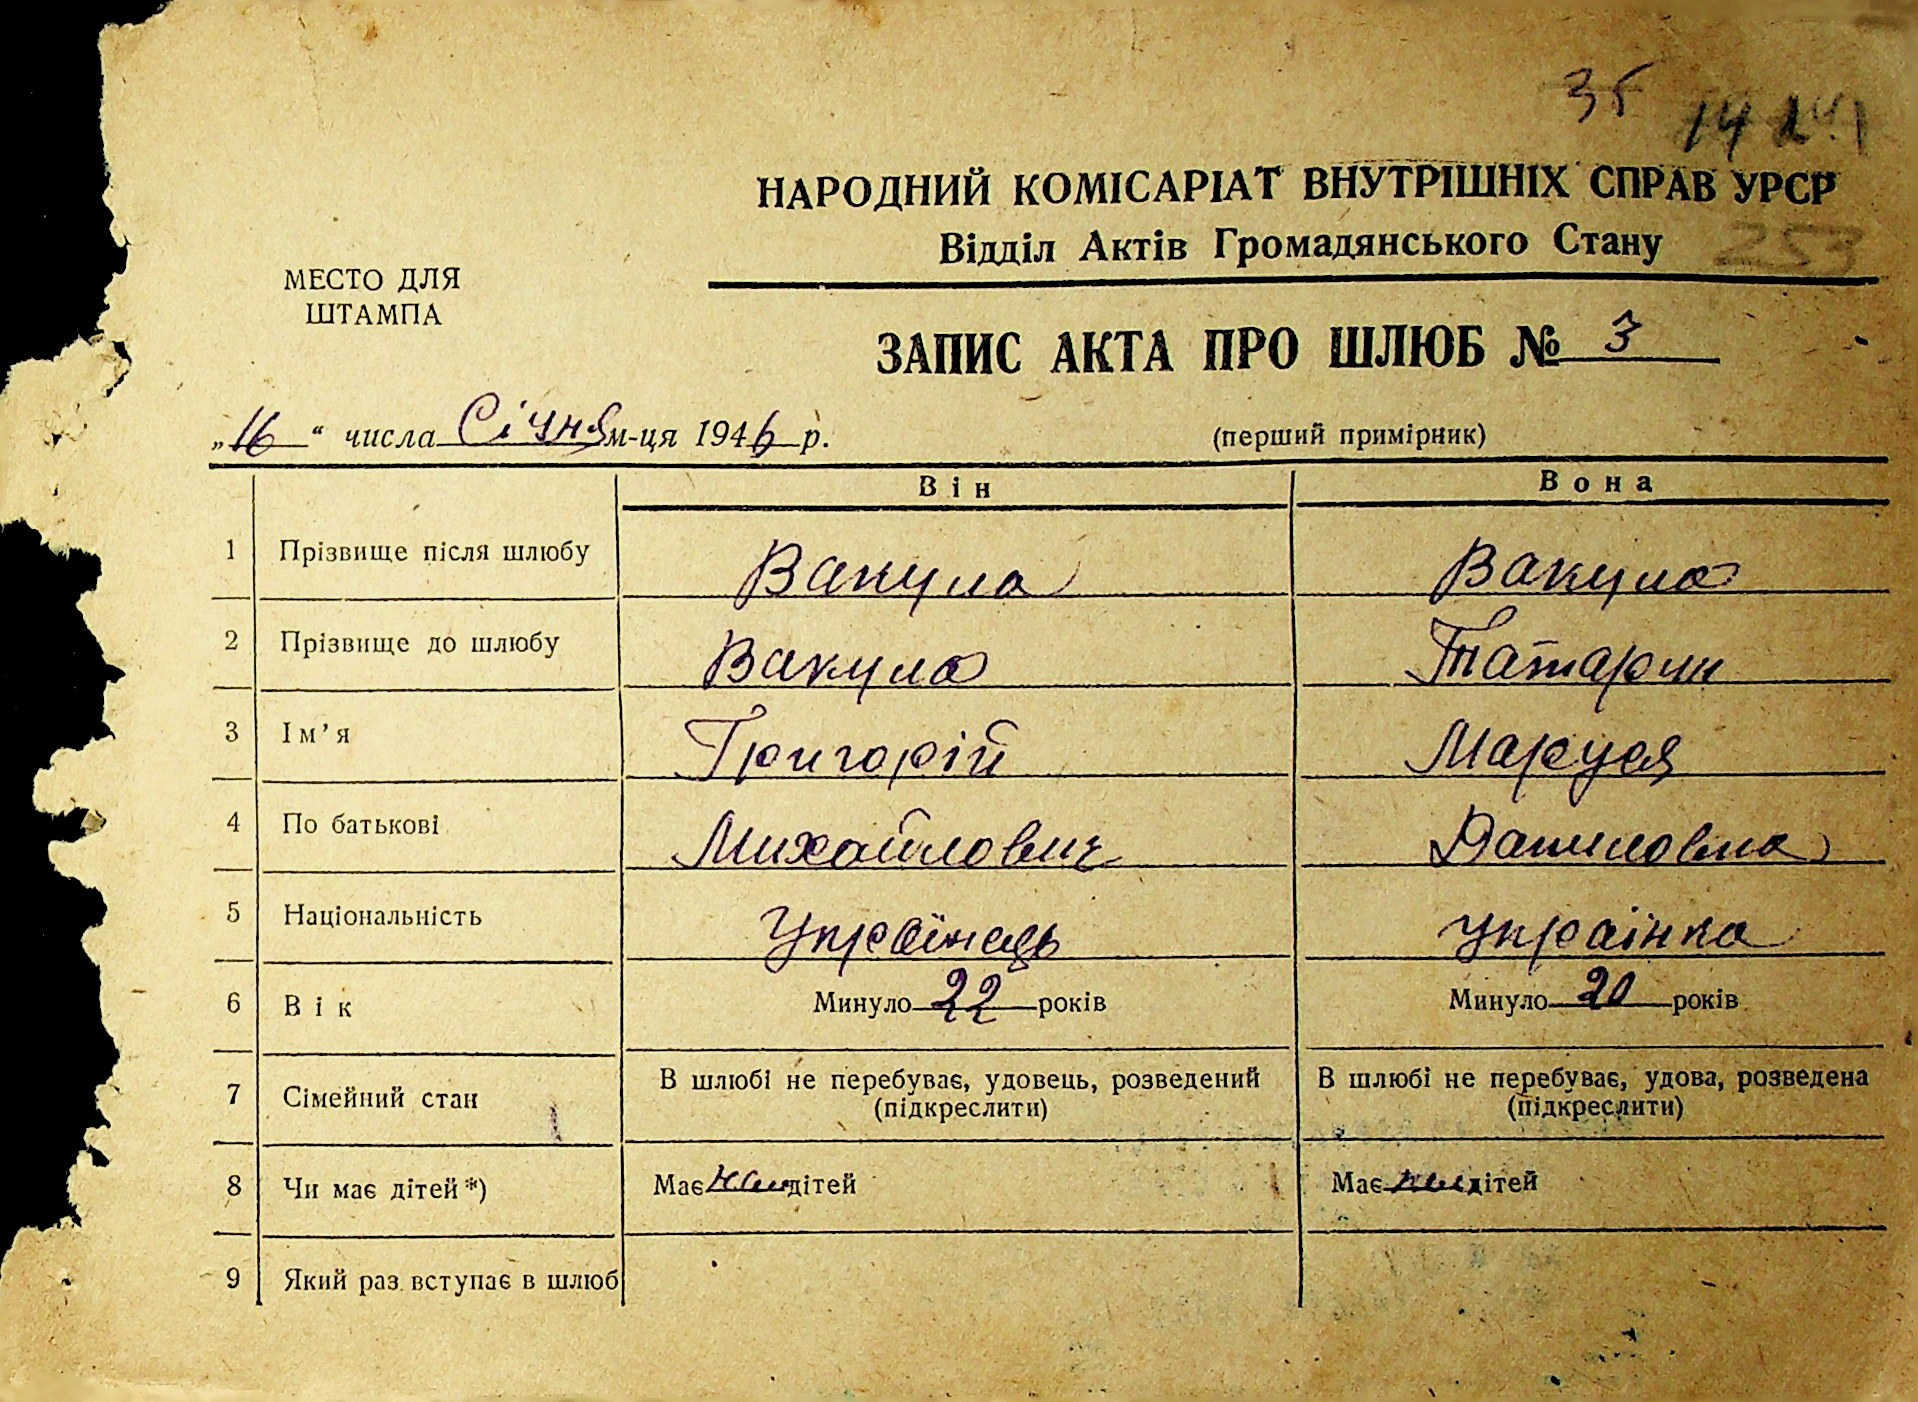 35
14
253
НАРОДНИЙ КОМІСАРІАТ ВНУТРІШНІХ СПРАВ УРСР
Відділ Актів Громадянського Стану
МЕСТО ДЛЯ
ШТАМПА
ЗАПИС АКТА ПРО ШЛЮБ № 3
„16“ числа Січня м-ця 1946 р.
(перший примірник)
Він Вона
1 Прізвище після шлюбу Вакула Вакула
2 Прізвище до шлюбу Вакула Татарин
3 Ім’я Григорій Маруся
4 По батькові Михайлович Даниловна
5 Національність Українець українка
6 Вік Минуло 22 років Минуло 20 років
7 Сімейний стан В шлюбі не перебуває, удовець, розведений (підкреслити) В шлюбі не перебуває, удова, розведена (підкреслити)
8 Чи має дітей*) Має дітей Має дітей
9 Який раз вступає в шлюб